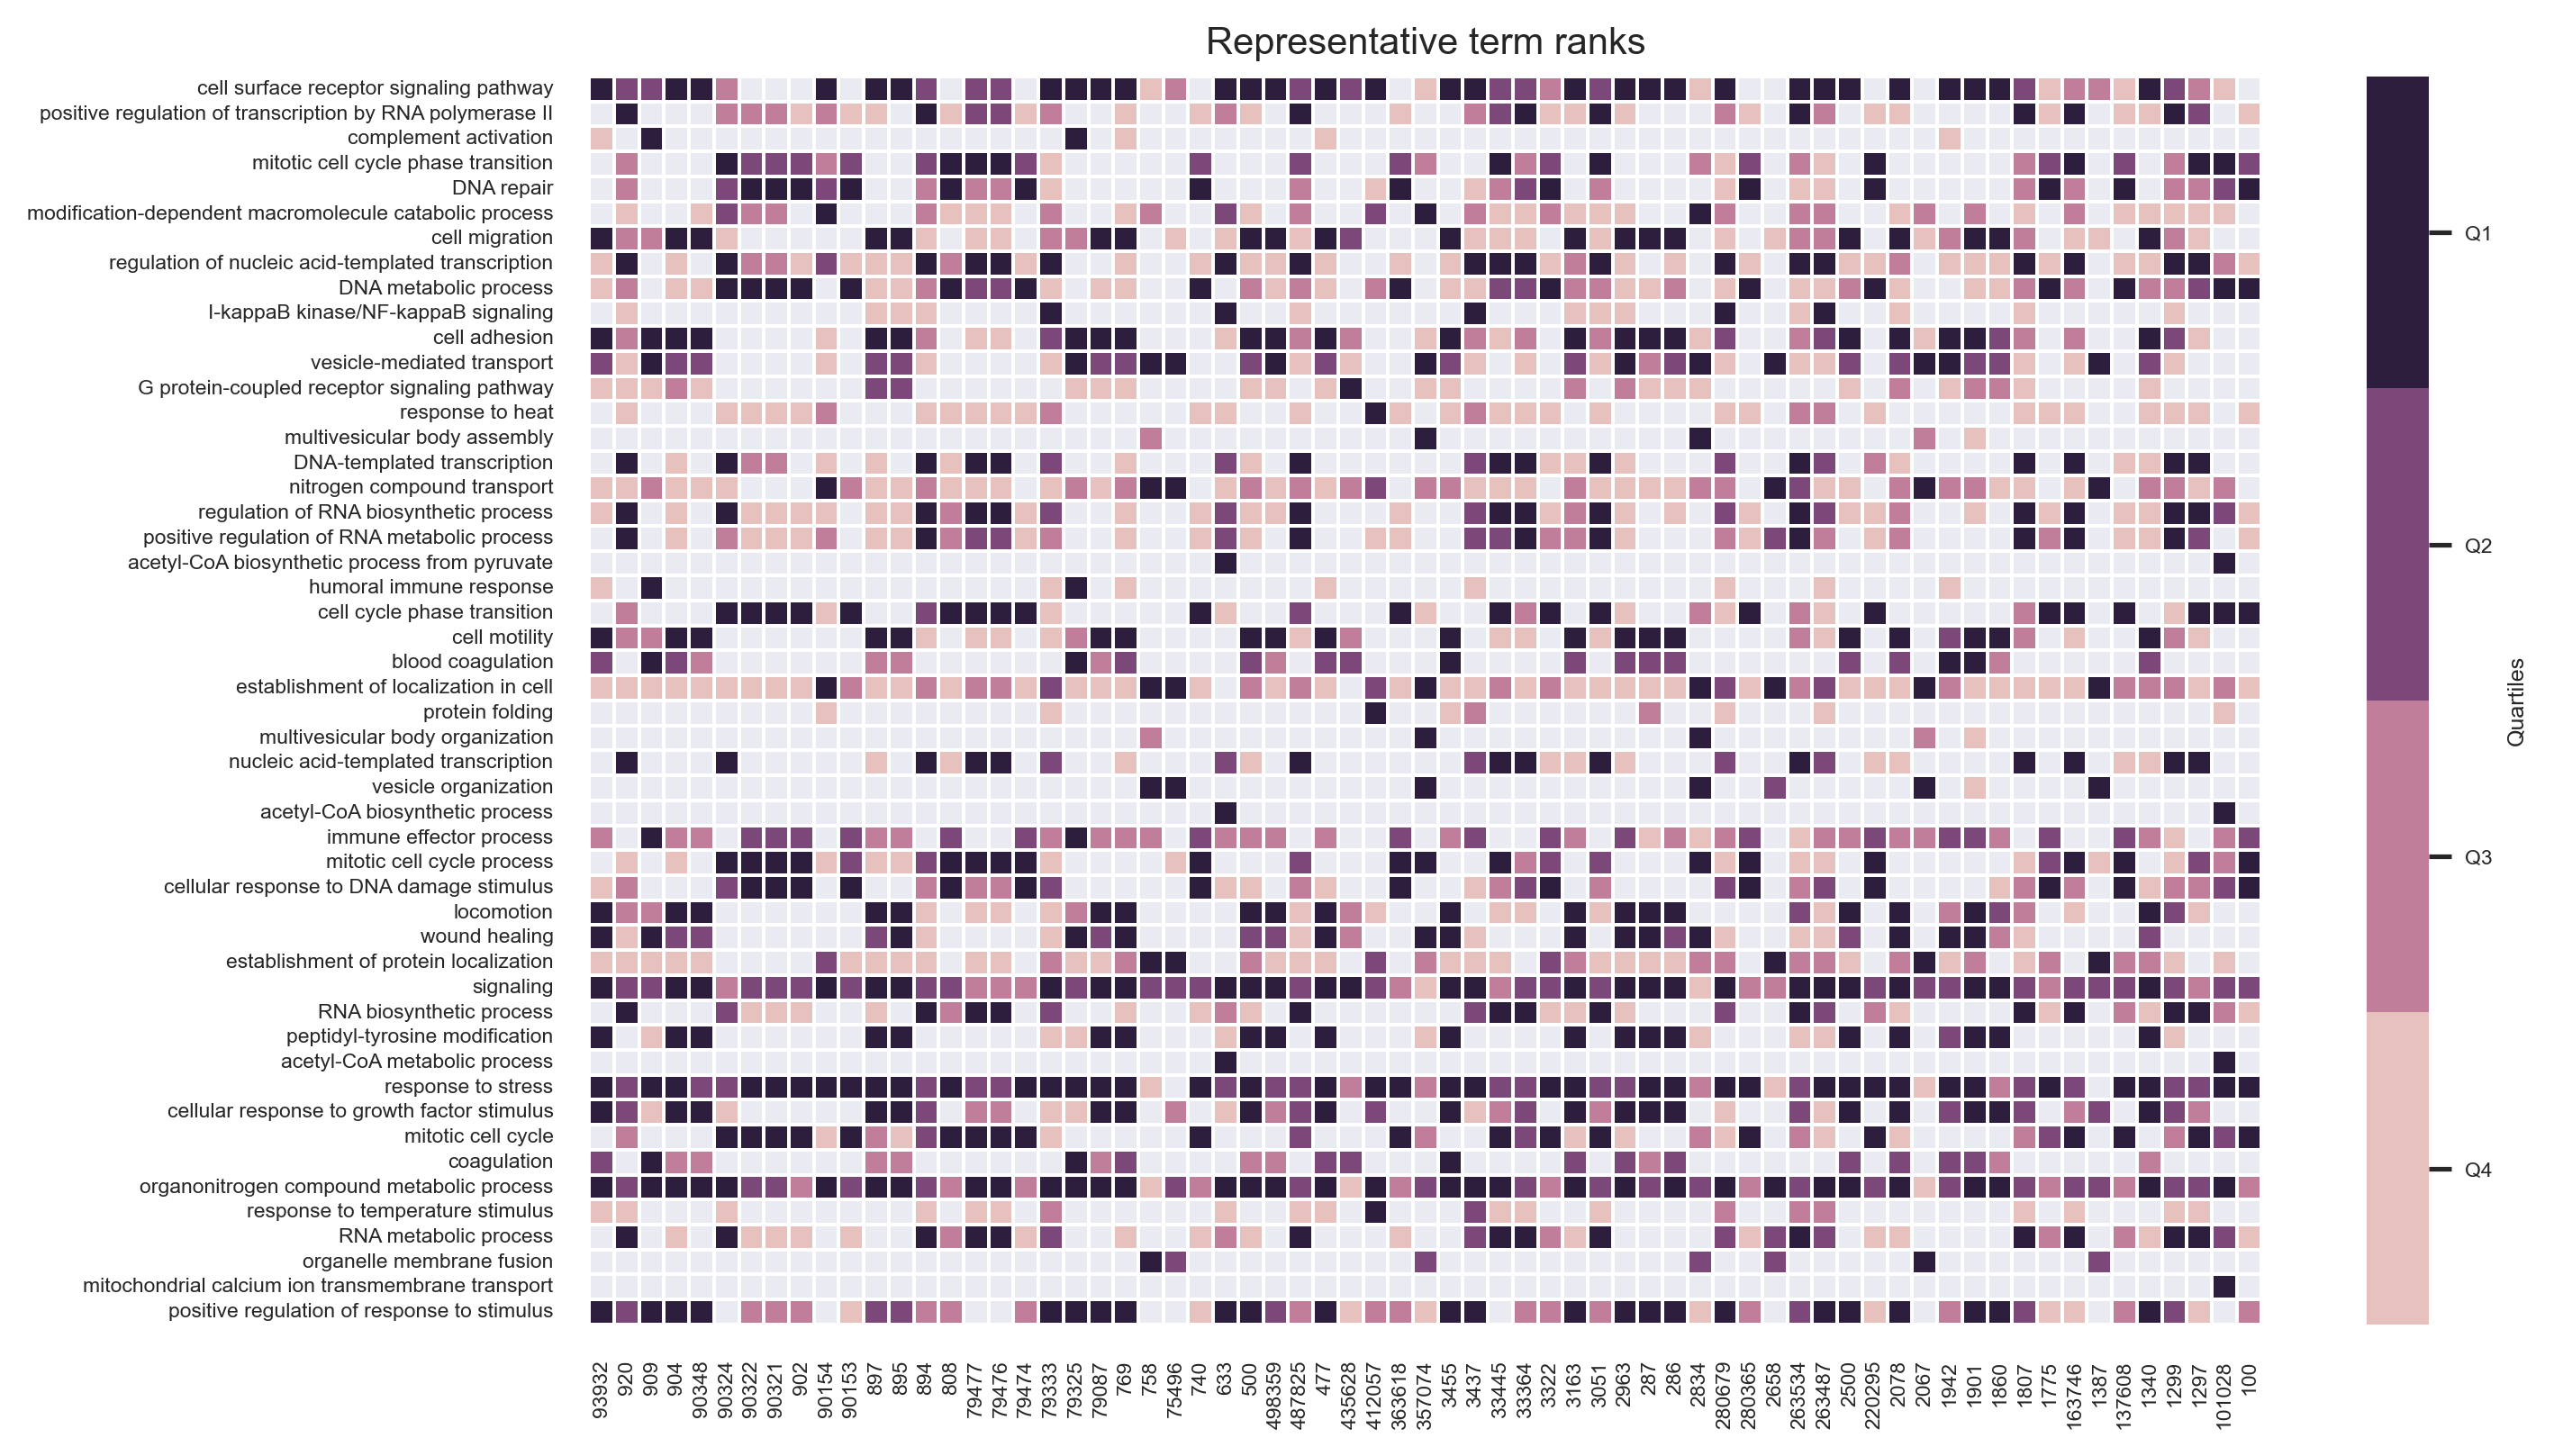 Representative term ranks
cell surface receptor signaling pathway
positive regulation of transcription by RNA polymerase II
complement activation
mitotic cell cycle phase transition
DNA repair
modification-dependent macromolecule catabolic process
cell migration
regulation of nucleic acid-templated transcription
DNA metabolic process
I-kappaB kinase/NF-kappaB signaling
cell adhesion
vesicle-mediated transport
G protein-coupled receptor signaling pathway
response to heat
multivesicular body assembly
DNA-templated transcription
nitrogen compound transport
regulation of RNA biosynthetic process
positive regulation of RNA metabolic process
acetyl-CoA biosynthetic process from pyruvate
humoral immune response
cell cycle phase transition
cell motility
blood coagulation
establishment of localization in cell
protein folding
multivesicular body organization
nucleic acid-templated transcription
vesicle organization
acetyl-CoA biosynthetic process
immune effector process
mitotic cell cycle process
cellular response to DNA damage stimulus
locomotion
wound healing
establishment of protein localization
signaling
RNA biosynthetic process
peptidyl-tyrosine modification
acetyl-CoA metabolic process
response to stress
cellular response to growth factor stimulus
mitotic cell cycle
coagulation
organonitrogen compound metabolic process
response to temperature stimulus
RNA metabolic process
organelle membrane fusion
mitochondrial calcium ion transmembrane transport
positive regulation of response to stimulus
93932
920
909
904
90348
90324
90322
90321
902
90154
90153
897
895
894
808
79477
79476
79474
79333
79325
79087
769
758
75496
740
633
500
498359
487825
477
435628
412057
363618
357074
3455
3437
33445
33364
3322
3163
3051
2963
287
286
2834
280679
280365
2658
263534
263487
2500
220295
2078
2067
1942
1901
1860
1807
1775
163746
1387
137608
1340
1299
1297
101028
100
Q1
Q2
Q3
Q4
Quartiles